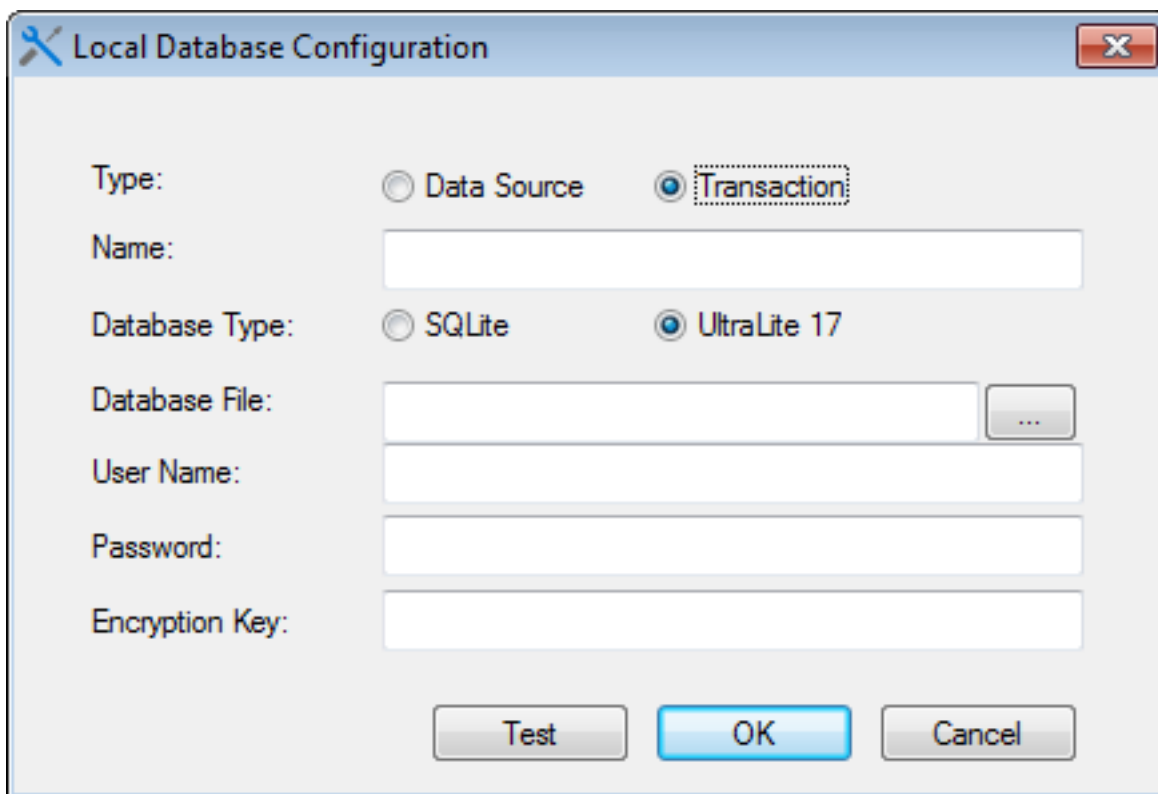 Local Database Configuration
Type: Data Source Transaction
Name:
Database Type: SQLite UltraLite 17
Database File: ...
User Name:
Password:
Encryption Key:
Test OK Cancel